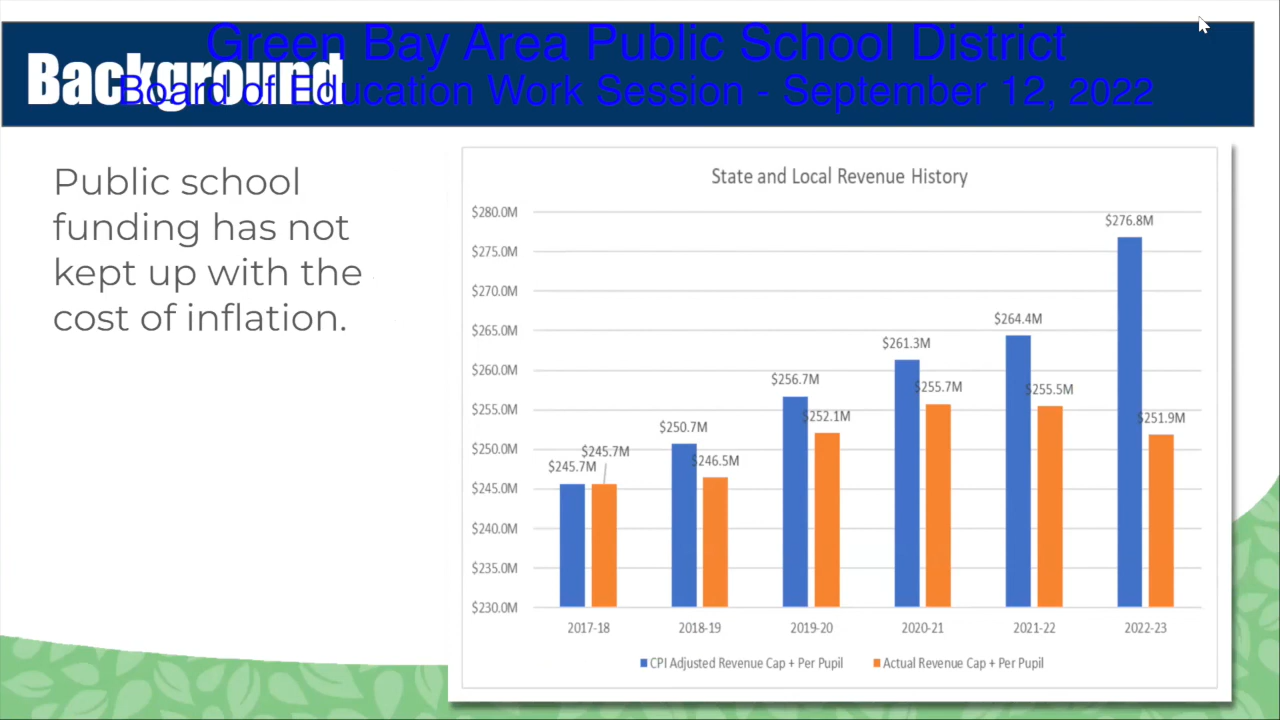 Green Bay Area Public School District
Background
Board of Education Work Session - September 12, 2022
Public school
funding has not
kept up with the
cost of inflation.
State and Local Revenue History
$280.0M
$275.0M
$270.0M
$265.0M
$260.0M
$255.0M
$250.0M
$245.0M
$240.0M
$235.0M
$230.0M
$245.7M
$245.7M
$250.7M
$246.5M
$256.7M
$252.1M
$261.3M
$255.7M
$264.4M
$255.5M
$276.8M
$251.9M
2017-18 2018-19 2019-20 2020-21 2021-22 2022-23
CPI Adjusted Revenue Cap + Per Pupil Actual Revenue Cap + Per Pupil